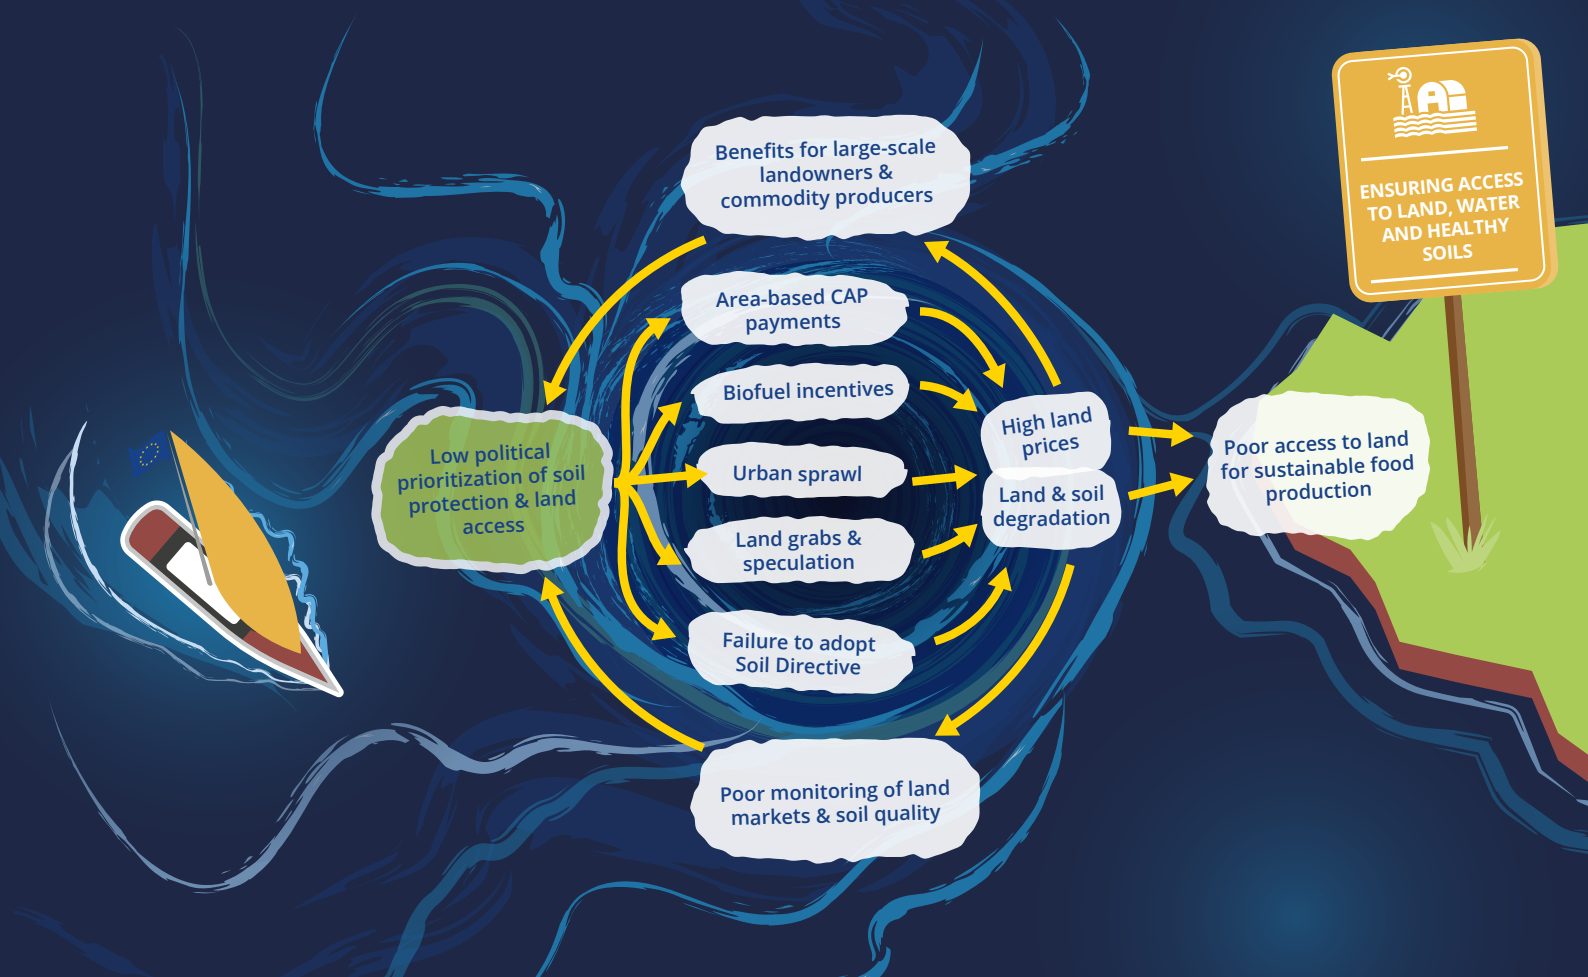 Benefits for large-scale
landowners &
commodity producers
Area-based CAP
payments
Biofuel incentives
Urban sprawl
Land grabs &
speculation
Failure to adopt
Soil Directive
Poor monitoring of land
markets & soil quality
Low political
prioritization of soil
protection & land
access
High land
prices
Land & soil
degradation
Poor access to land
for sustainable food
production
ENSURING ACCESS
TO LAND, WATER
AND HEALTHY
SOILS